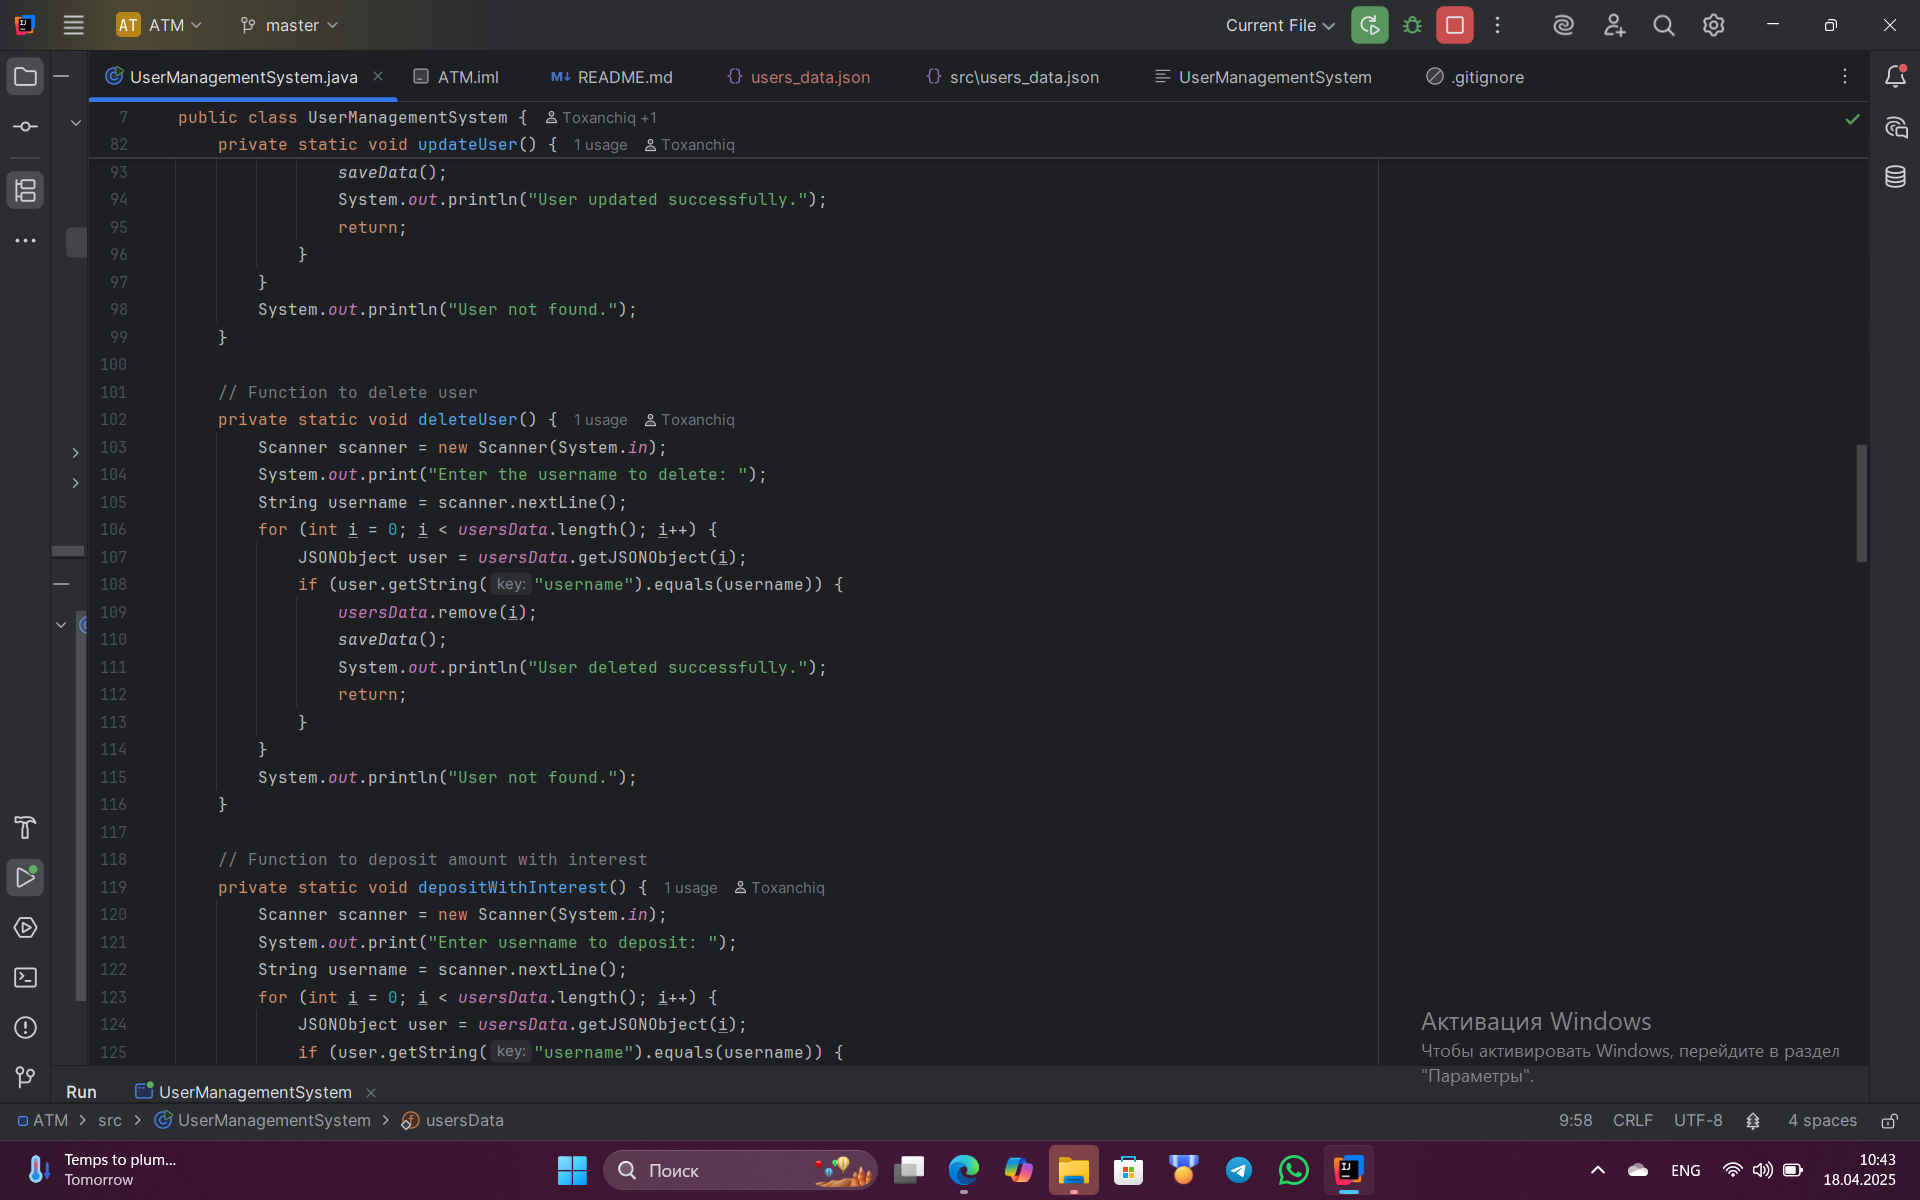 AT ATM master Current File
UserManagementSystem.java ATM.iml README.md users_data.json src\users_data.json UserManagementSystem .gitignore
7 public class UserManagementSystem { Toxanchiq +1
82 private static void updateUser() { 1 usage Toxanchiq
93 saveData();
94 System.out.println("User updated successfully.");
95 return;
96 }
97 }
98 System.out.println("User not found.");
99 }
100
101 // Function to delete user
102 private static void deleteUser() { 1 usage Toxanchiq
103 Scanner scanner = new Scanner(System.in);
104 System.out.print("Enter the username to delete: ");
105 String username = scanner.nextLine();
106 for (int i = 0; i < usersData.length(); i++) {
107 JSONObject user = usersData.getJSONObject(i);
108 if (user.getString( key: "username").equals(username)) {
109 usersData.remove(i);
110 saveData();
111 System.out.println("User deleted successfully.");
112 return;
113 }
114 }
115 System.out.println("User not found.");
116 }
117
118 // Function to deposit amount with interest
119 private static void depositWithInterest() { 1 usage Toxanchiq
120 Scanner scanner = new Scanner(System.in);
121 System.out.print("Enter username to deposit: ");
122 String username = scanner.nextLine();
123 for (int i = 0; i < usersData.length(); i++) {
124 JSONObject user = usersData.getJSONObject(i);
125 if (user.getString( key: "username").equals(username)) {
Активация Windows
Чтобы активировать Windows, перейдите в раздел
"Параметры".
Run UserManagementSystem
ATM > src > UserManagementSystem > usersData 9:58 CRLF UTF-8 4 spaces
Temps to plum...
Tomorrow
Поиск
ENG
10:43
18.04.2025